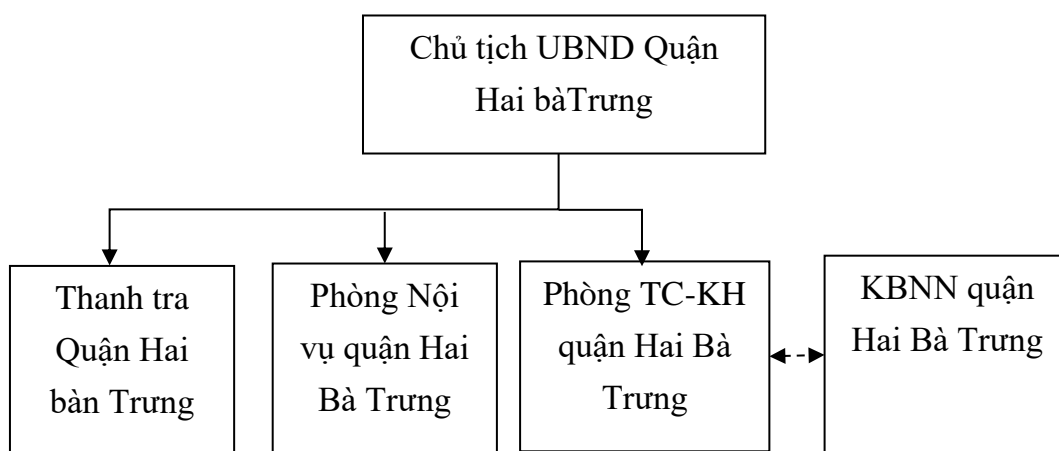 Chủ tịch UBND Quận
Hai bàTrưng
Thanh tra
Quận Hai
bàn Trưng
Phòng Nội
vụ quận Hai
Bà Trưng
Phòng TC-KH
quận Hai Bà
Trưng
KBNN quận
Hai Bà Trưng